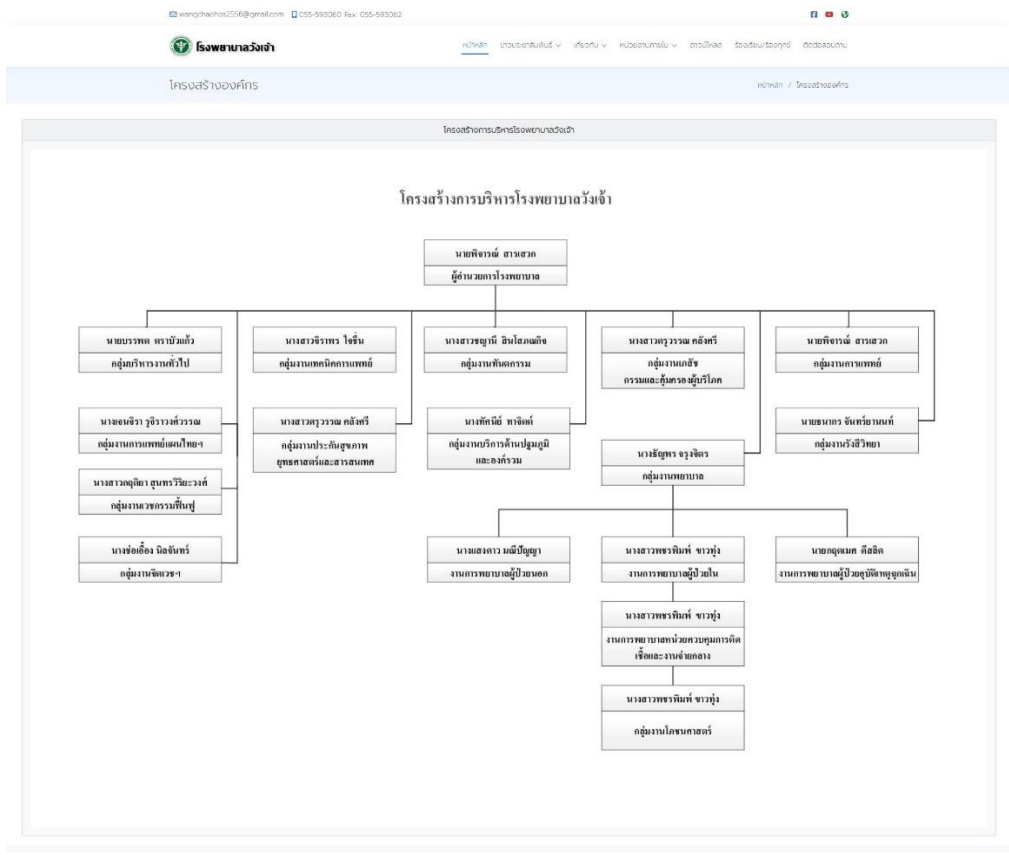 wangchaohos2556@gmail.com 055-593060 Fax. 055-593062
โรงพยาบาลวังเจ้า
หน้าหลัก ข่าวประชาสัมพันธ์ เกี่ยวกับ หน่วยงานภายใน ดาวน์โหลด ร้องเรียน/ร้องทุกข์ ติดต่อสอบถาม
โครงสร้างองค์กร
หน้าหลัก / โครงสร้างองค์กร
โครงสร้างการบริหารโรงพยาบาลวังเจ้า
โครงสร้างการบริหารโรงพยาบาลวังเจ้า
นายพิจารณ์ สารเสวก
ผู้อำนวยการโรงพยาบาล
นายบรรพต ตราบัวแก้ว
กลุ่มบริหารงานทั่วไป
นางสาวจิราพร ใจชื่น
กลุ่มงานเทคนิคการแพทย์
นางสาวชญานี สินโสภณกิจ
กลุ่มงานทันตกรรม
นางสาวดรุวรรณ คลังศรี
กลุ่มงานเภสัช
กรรมและคุ้มครองผู้บริโภค
นายพิจารณ์ สารเสวก
กลุ่มงานการแพทย์
นางเจนจิรา รุจิราวงศ์วรรณ
กลุ่มงานการแพทย์แผนไทยฯ
นางสาวดรุวรรณ คลังศรี
กลุ่มงานประกันสุขภาพ
ยุทธศาสตร์และสารสนเทศ
นางทัศนีย์ ทาจิตต์
กลุ่มงานบริการด้านปฐมภูมิ
และองค์รวม
นางธัญพร จรุงจิตร
กลุ่มงานพยาบาล
นายธนากร จันทร์ยานนท์
กลุ่มงานรังสีวิทยา
นางสาวกฤติยา สุนทรวิริยะวงศ์
กลุ่มงานเวชกรรมฟื้นฟู
นางช่อเอื้อง นิลจันทร์
กลุ่มงานจิตเวชฯ
นางแสงดาว มณีปัญญา
งานการพยาบาลผู้ป่วยนอก
นางสาวพชรพิมพ์ ขาวทุ่ง
งานการพยาบาลผู้ป่วยใน
นายกฤตเมศ ดีสลิด
งานการพยาบาลผู้ป่วยอุบัติเหตุฉุกเฉิน
นางสาวพชรพิมพ์ ขาวทุ่ง
งานการพยาบาลหน่วยควบคุมการติด
เชื้อและงานจ่ายกลาง
นางสาวพชรพิมพ์ ขาวทุ่ง
กลุ่มงานโภชนศาสตร์